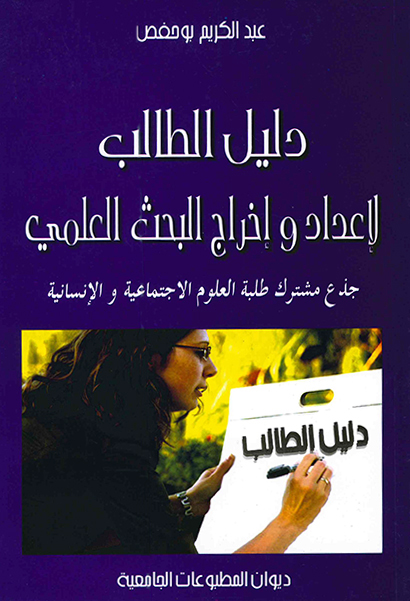 عبد الكريم بوحفص
دليل الطالب
لإعداد و إخراج البحث العلمي
جذع مشترك طلبة العلوم الاجتماعية و الإنسانية
دليل الطالب
ديوان المطبوعات الجامعية